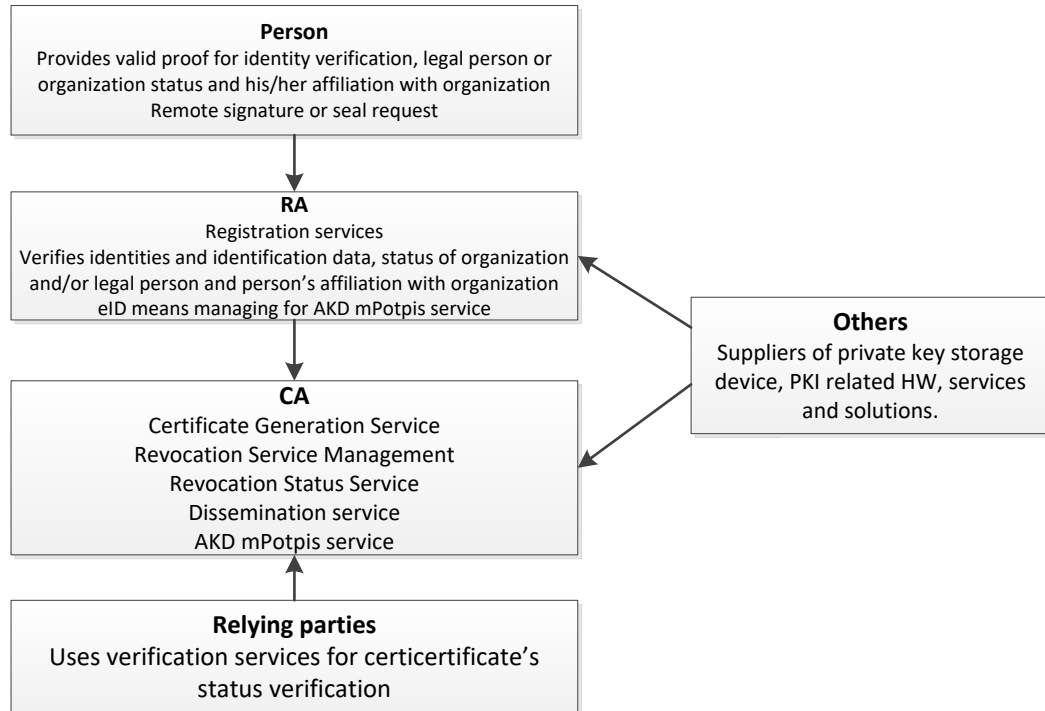 Person
Provides valid proof for identity verification, legal person or
organization status and his/her affiliation with organization
Remote signature or seal request
RA
Registration services
Verifies identities and identification data, status of organization
and/or legal person and person’s affiliation with organization
eID means managing for AKD mPotpis service
Others
Suppliers of private key storage
device, PKI related HW, services
and solutions.
CA
Certificate Generation Service
Revocation Service Management
Revocation Status Service
Dissemination service
AKD mPotpis service
Relying parties
Uses verification services for certicertificate’s
status verification